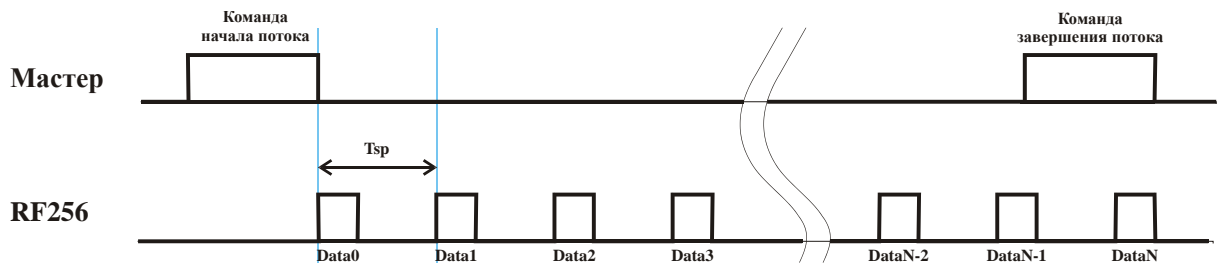 Команда
начала потока
Команда
завершения потока
Мастер
Tsp
RF256
Data0 Data1 Data2 Data3 DataN-2 DataN-1 DataN